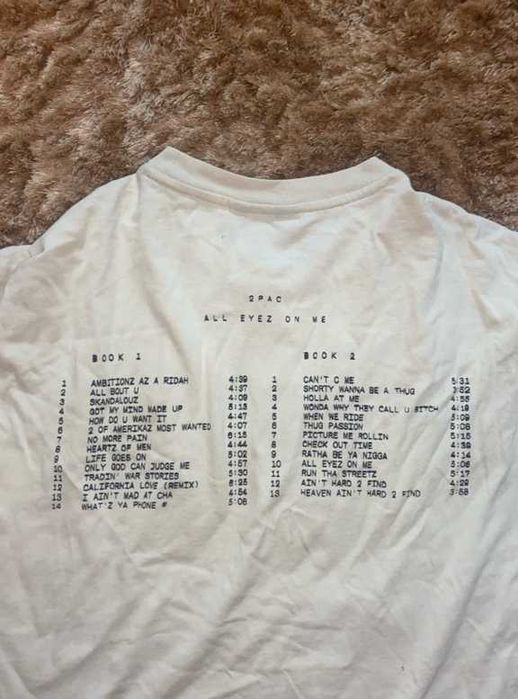 2PAC
ALL EYEZ ON ME
BOOK 1
1 AMBITIONZ AZ A RIDAH 4:39
2 ALL BOUT U 4:37
3 SKANDALOUZ 4:09
4 GOT MY MIND MADE UP 5:13
5 HOW DO U WANT IT 4:47
6 2 OF AMERIKAZ MOST WANTED 4:07
7 NO MORE PAIN 6:15
8 HEARTZ OF MEN 4:44
9 LIFE GOES ON 5:02
10 ONLY GOD CAN JUDGE ME 4:57
11 TRADIN' WAR STORIES 5:30
12 CALIFORNIA LOVE (REMIX) 6:25
13 I AIN'T MAD AT CHA 4:54
14 WHAT'Z YA PHONE # 5:08
BOOK 2
1 CAN'T C ME 5:31
2 SHORTY WANNA BE A THUG 3:52
3 HOLLA AT ME 4:55
4 WONDA WHY THEY CALL U BITCH 4:19
5 WHEN WE RIDE 5:09
6 THUG PASSION 5:08
7 PICTURE ME ROLLIN 5:15
8 CHECK OUT TIME 4:39
9 RATHA BE YA NIGGA 4:14
10 ALL EYEZ ON ME 5:08
11 RUN THA STREETZ 5:17
12 AIN'T HARD 2 FIND 4:29
13 HEAVEN AIN'T HARD 2 FIND 3:58